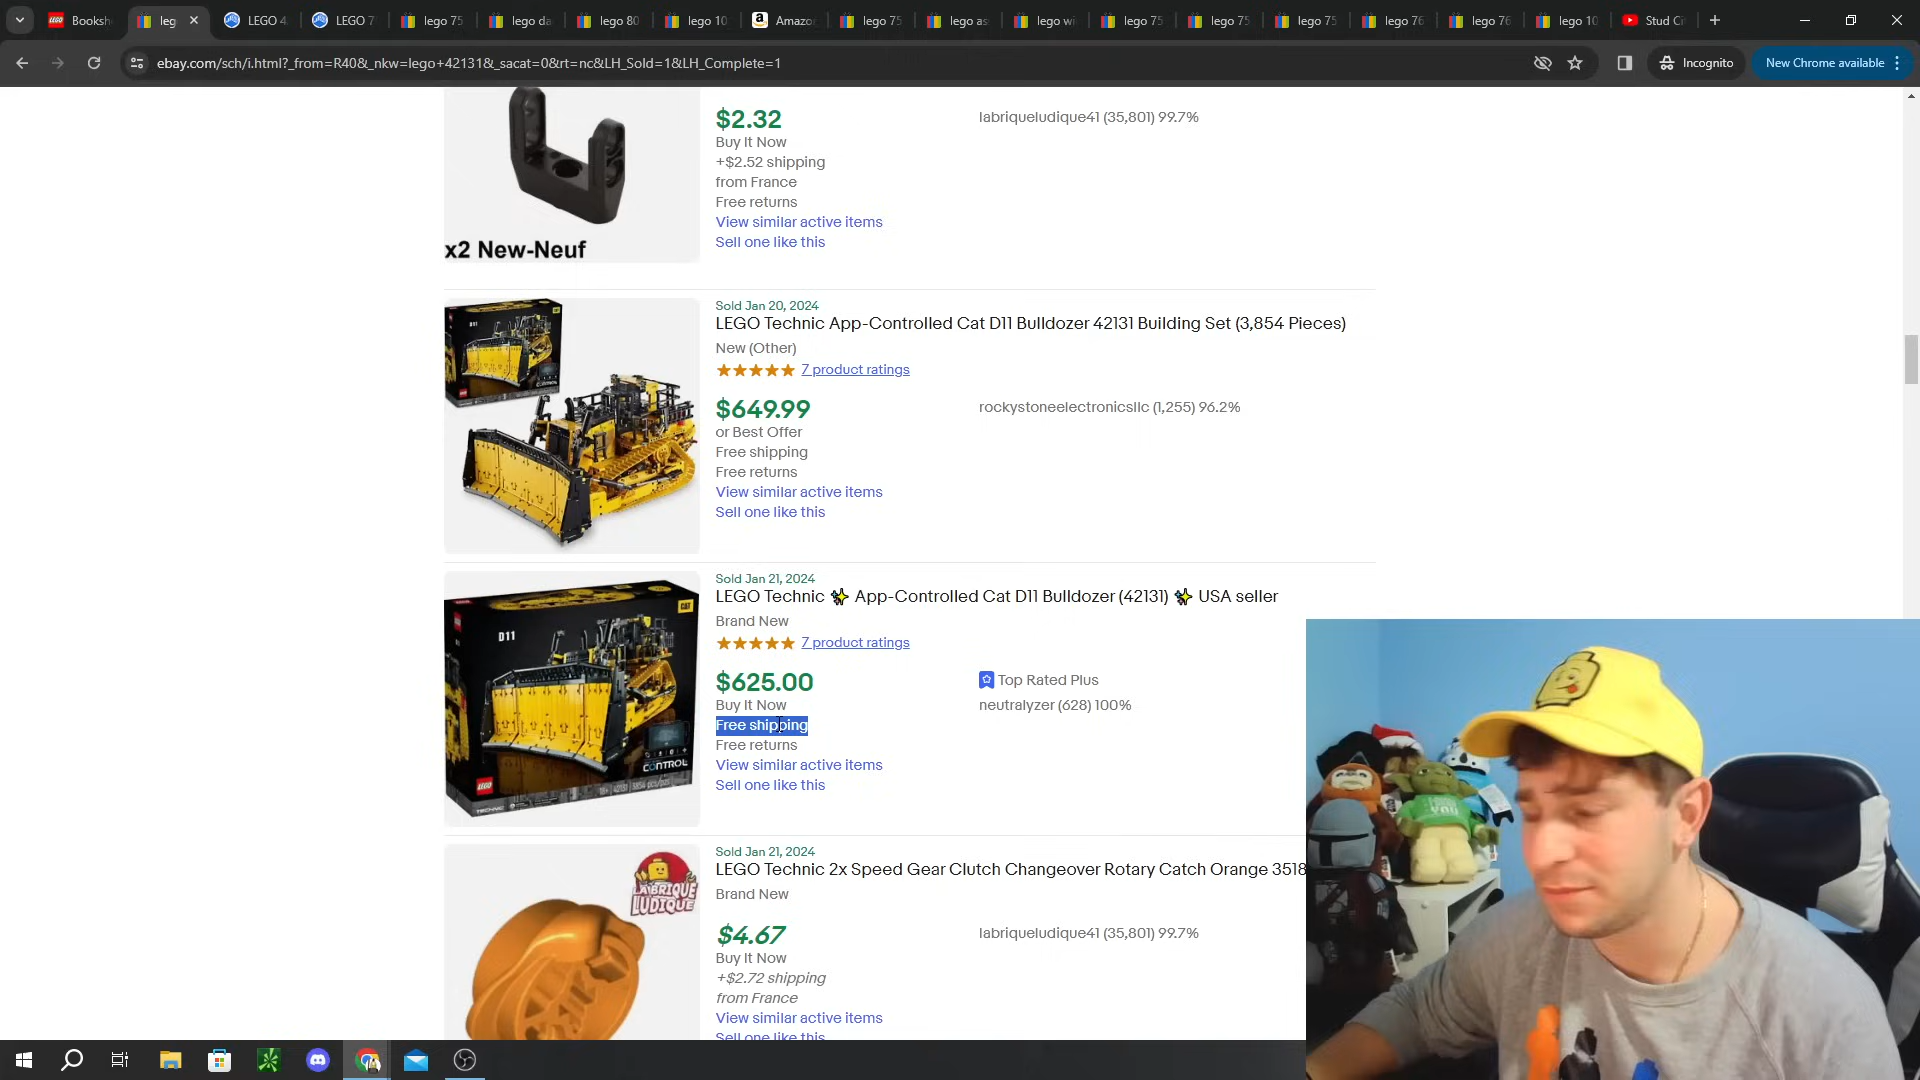 Booksh
leg
LEGO 4
LEGO 7
lego 75
lego da
lego 80
lego 10
Amazo
lego 75
lego as
lego wi
lego 75
lego 75
lego 75
lego 76
lego 76
lego 10
Stud Ci
ebay.com/sch/i.html?_from=R40&_nkw=lego+42131&_sacat=0&rt=nc&LH_Sold=1&LH_Complete=1
Incognito
New Chrome available
x2 New-Neuf
$2.32
labriqueludique41 (35,801) 99.7%
Buy It Now
+$2.52 shipping
from France
Free returns
View similar active items
Sell one like this
Sold Jan 20, 2024
LEGO Technic App-Controlled Cat D11 Bulldozer 42131 Building Set (3,854 Pieces)
New (Other)
7 product ratings
$649.99
rockystoneelectronicsllc (1,255) 96.2%
or Best Offer
Free shipping
Free returns
View similar active items
Sell one like this
CAT
D11
CONTROL
LEGO
TECHNIC
Sold Jan 21, 2024
LEGO Technic ✨ App-Controlled Cat D11 Bulldozer (42131) ✨ USA seller
Brand New
7 product ratings
$625.00
Top Rated Plus
Buy It Now
neutralyzer (628) 100%
Free shipping
Free returns
View similar active items
Sell one like this
LA BRIQUE
LUDIQUE
Sold Jan 21, 2024
LEGO Technic 2x Speed Gear Clutch Changeover Rotary Catch Orange 3518
Brand New
$4.67
labriqueludique41 (35,801) 99.7%
Buy It Now
+$2.72 shipping
from France
View similar active items
Sell one like this